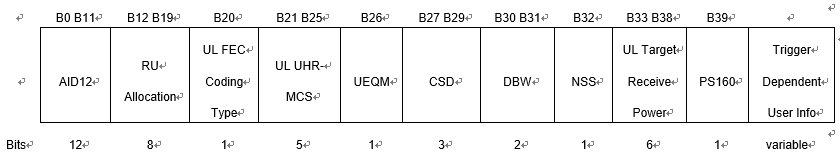 B0 B11 B12 B19 B20 B21 B25 B26 B27 B29 B30 B31 B32 B33 B38 B39
AID12
RU
Allocation
UL FEC
Coding
Type
UL UHR-
MCS
UEQM
CSD
DBW
NSS
UL Target
Receive
Power
PS160
Trigger
Dependent
User Info
Bits 12 8 1 5 1 3 2 1 6 1 variable